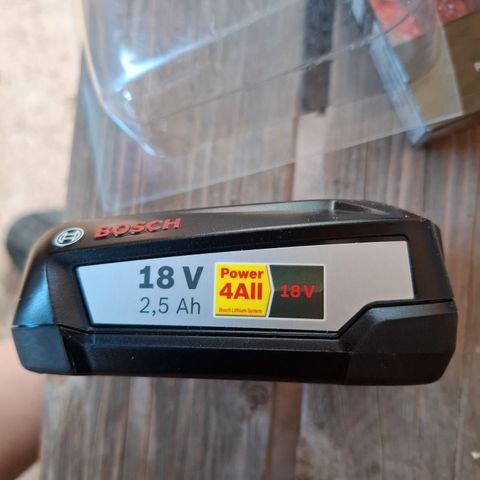 BOSCH
18 V
2,5 Ah
Power
4All
Bosch Lithium System
18V